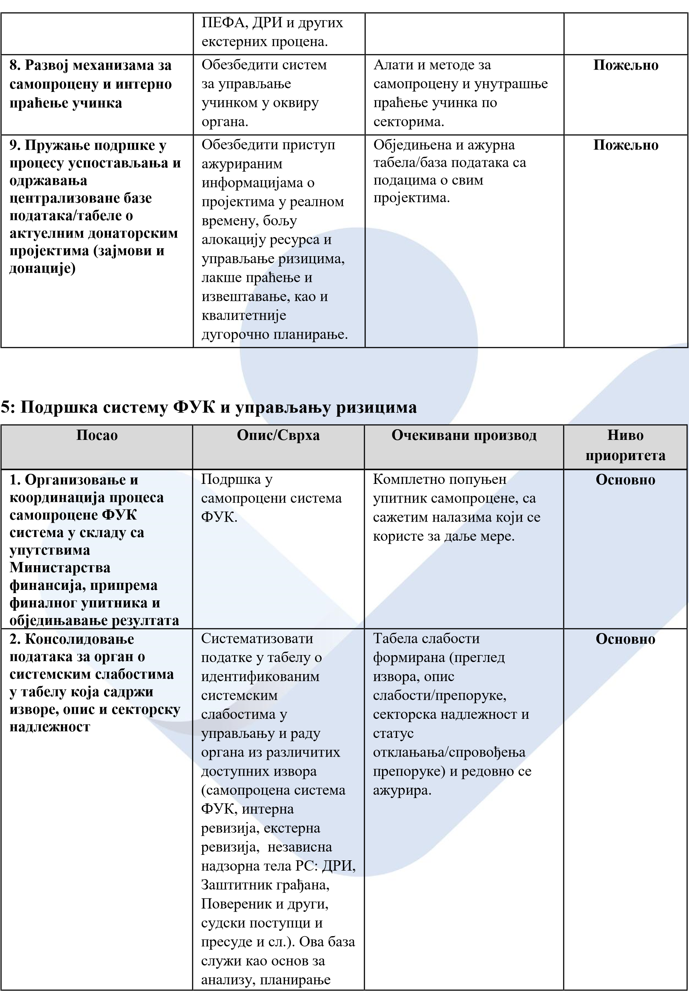 ПЕФА, ДРИ и других
екстерних процена.
8. Развој механизама за
самопроцену и интерно
праћење учинка
Обезбедити систем
за управљање
учинком у оквиру
органа.
Алати и методе за
самопроцену и унутрашње
праћење учинка по
секторима.
Пожељно
9. Пружање подршке у
процесу успостављања и
одржавања
централизоване базе
података/табеле о
актуелним донаторским
пројектима (зајмови и
донације)
Обезбедити приступ
ажурираним
информацијама о
пројектима у реалном
времену, бољу
алокацију ресурса и
управљање ризицима,
лакше праћење и
извештавање, као и
квалитетније
дугорочно планирање.
Обједињена и ажурна
табела/база података са
подацима о свим
пројектима.
Пожељно
5: Подршка систему ФУК и управљању ризицима
Посао
Опис/Сврха
Очекивани производ
Ниво
приоритета
1. Организовање и
координација процеса
самопроцене ФУК
система у складу са
упутствима
Министарства
финансија, припрема
финалног упитника и
обједињавање резултата
Подршка у
самопроцени система
ФУК.
Комплетно попуњен
упитник самопроцене, са
сажетим налазима који се
користе за даље мере.
Основно
2. Консолидовање
података за орган о
системским слабостима
у табелу која садржи
изворе, опис и секторску
надлежност
Систематизовати
податке у табелу о
идентификованим
системским
слабостима у
управљању и раду
органа из различитих
доступних извора
(самопроцена система
ФУК, интерна
ревизија, екстерна
ревизија,  независна
надзорна тела РС: ДРИ,
Заштитник грађана,
Повереник и други,
судски поступци и
пресуде и сл.). Ова база
служи као основ за
анализу, планирање
Табела слабости
формирана (преглед
извора, опис
слабости/препоруке,
секторска надлежност и
статус
отклањања/спровођења
препоруке) и редовно се
ажурира.
Основно